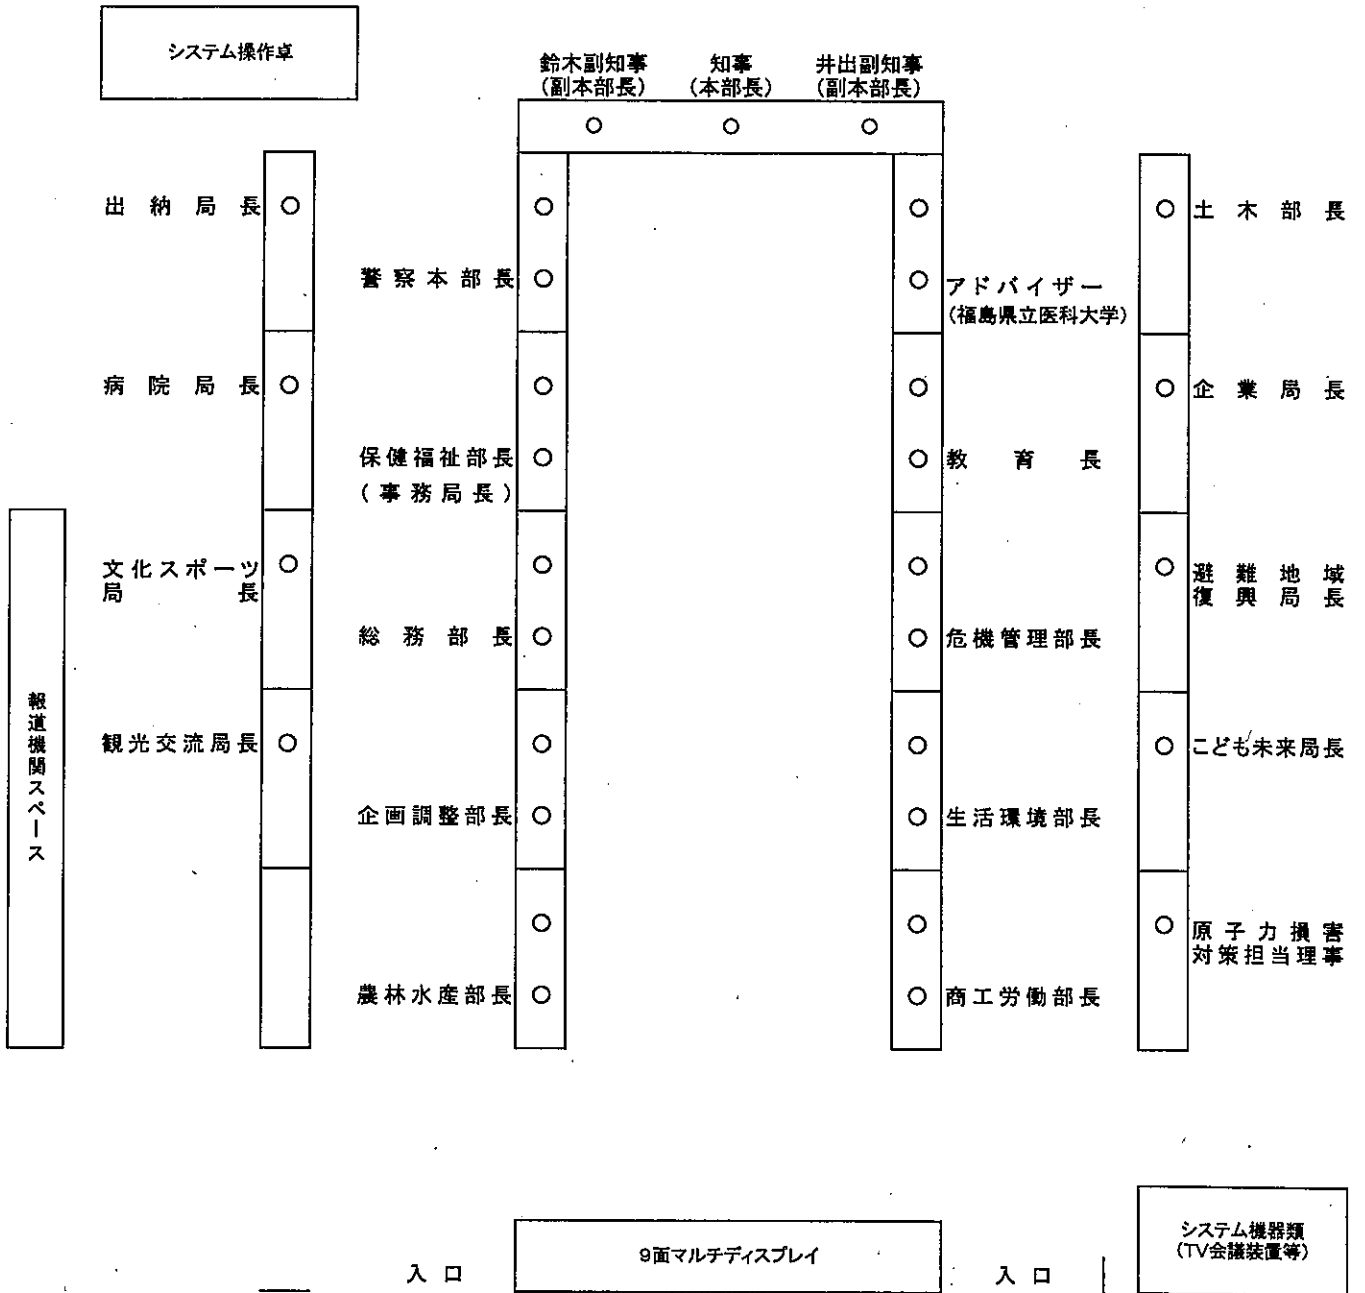 システム操作卓
鈴木副知事
(副本部長)
知事
(本部長)
井出副知事
(副本部長)
出納局長
土木部長
警察本部長
アドバイザー
(福島県立医科大学)
病院局長
企業局長
保健福祉部長
(事務局長)
教育長
文化スポーツ
局長
避難地域
復興局長
総務部長
危機管理部長
報道機関スペース
観光交流局長
こども未来局長
企画調整部長
生活環境部長
原子力損害
対策担当理事
農林水産部長
商工労働部長
システム機器類
(TV会議装置等)
9面マルチディスプレイ
入口
入口